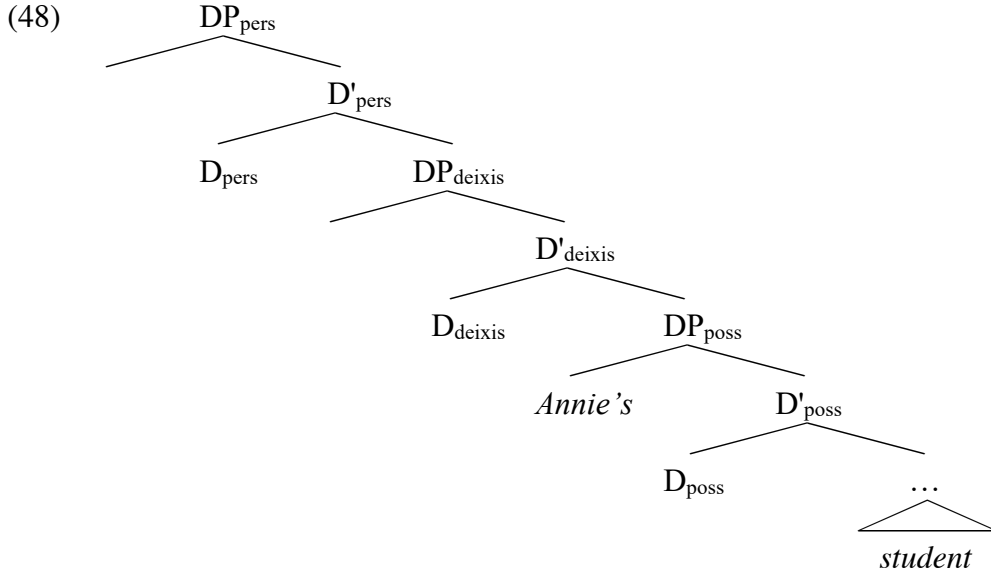 (48) DPpers
D'pers
Dpers DPdeixis
D'deixis
Ddeixis DPposs
Annie’s D'poss
Dposs …
student